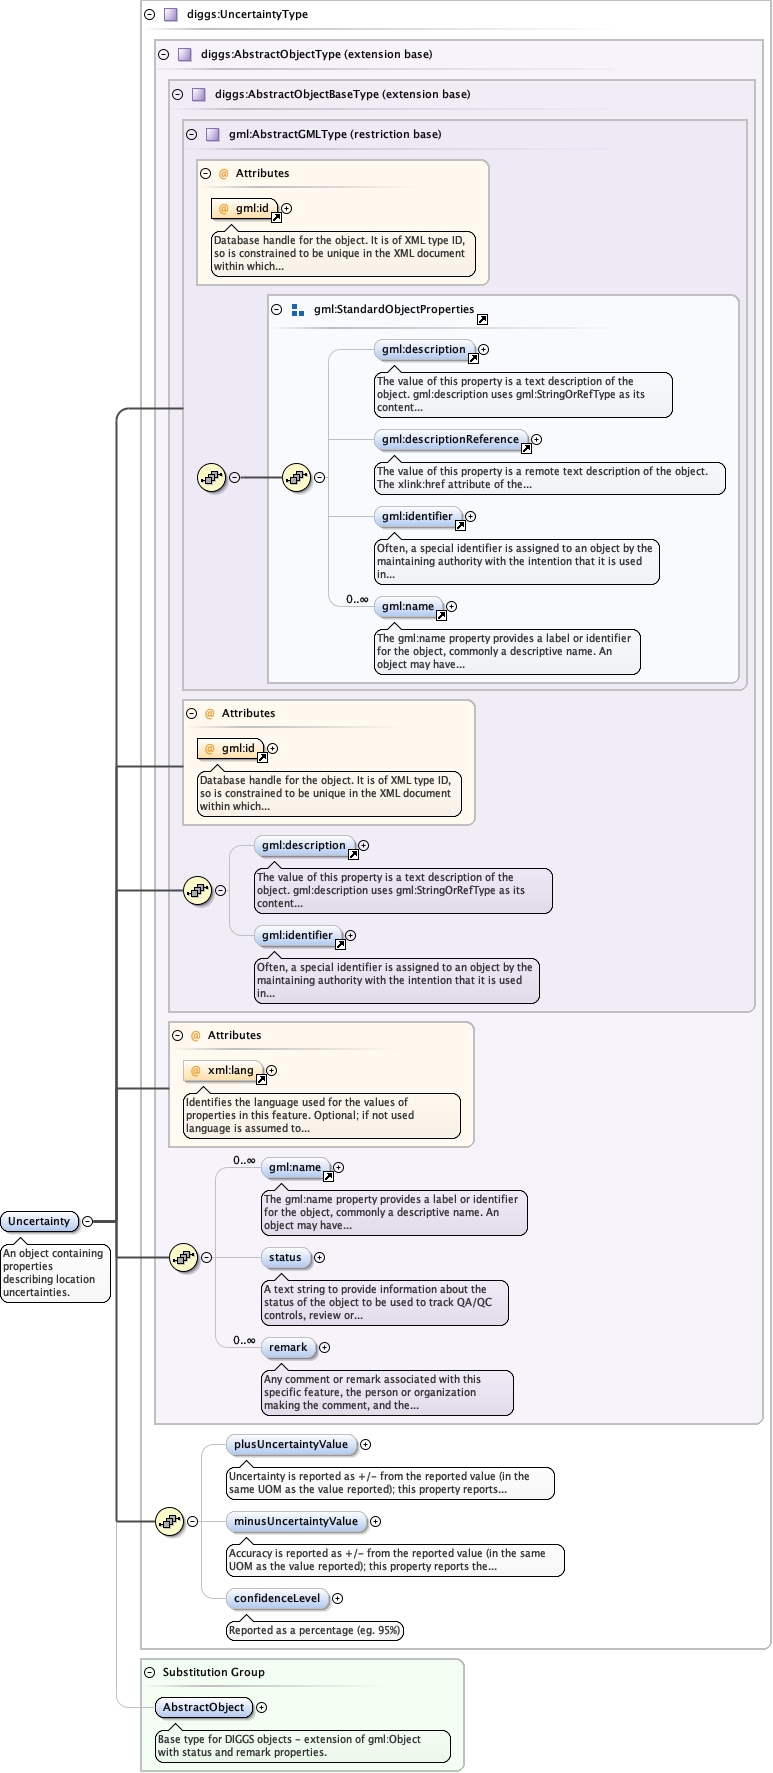 diggs:UncertaintyType
diggs:AbstractObjectType (extension base)
diggs:AbstractObjectBaseType (extension base)
gml:AbstractGMLType (restriction base)
@ Attributes
@ gml:id
Database handle for the object. It is of XML type ID,
so is constrained to be unique in the XML document
within which...
gml:StandardObjectProperties
gml:description
The value of this property is a text description of the
object. gml:description uses gml:StringOrRefType as its
content...
gml:descriptionReference
The value of this property is a remote text description of the object.
The xlink:href attribute of the...
gml:identifier
Often, a special identifier is assigned to an object by the
maintaining authority with the intention that it is used
in...
0..∞
gml:name
The gml:name property provides a label or identifier
for the object, commonly a descriptive name. An
object may have...
@ Attributes
@ gml:id
Database handle for the object. It is of XML type ID,
so is constrained to be unique in the XML document
within which...
gml:description
The value of this property is a text description of the
object. gml:description uses gml:StringOrRefType as its
content...
gml:identifier
Often, a special identifier is assigned to an object by the
maintaining authority with the intention that it is used
in...
@ Attributes
@ xml:lang
Identifies the language used for the values of
properties in this feature. Optional; if not used
language is assumed to...
0..∞
gml:name
The gml:name property provides a label or identifier
for the object, commonly a descriptive name. An
object may have...
Uncertainty
An object containing
properties
describing location
uncertainties.
status
A text string to provide information about the
status of the object to be used to track QA/QC
controls, review or...
0..∞
remark
Any comment or remark associated with this
specific feature, the person or organization
making the comment, and the...
plusUncertaintyValue
Uncertainty is reported as +/- from the reported value (in the
same UOM as the value reported); this property reports...
minusUncertaintyValue
Accuracy is reported as +/- from the reported value (in the same
UOM as the value reported); this property reports the...
confidenceLevel
Reported as a percentage (eg. 95%)
Substitution Group
AbstractObject
Base type for DIGGS objects - extension of gml:Object
with status and remark properties.